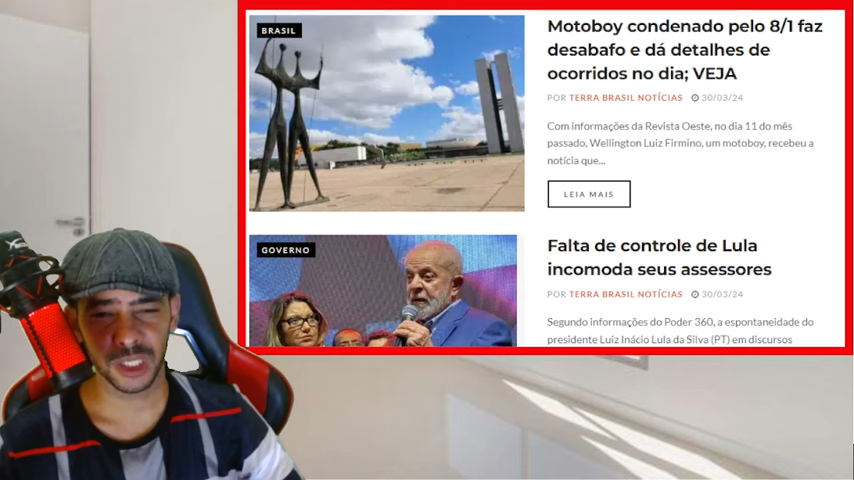 BRASIL
Motoboy condenado pelo 8/1 faz
desabafo e dá detalhes de
ocorridos no dia; VEJA
POR TERRA BRASIL NOTÍCIAS 30/03/24
Com informações da Revista Oeste, no dia 11 do mês
passado, Wellington Luiz Firmino, um motoboy, recebeu a
notícia que...
LEIA MAIS
GOVERNO
Falta de controle de Lula
incomoda seus assessores
POR TERRA BRASIL NOTÍCIAS 30/03/24
Segundo informações do Poder 360, a espontaneidade do
presidente Luiz Inácio Lula da Silva (PT) em discursos